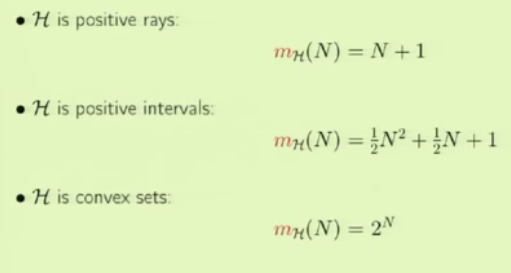 • ℋ is positive rays:
m_ℋ(N) = N + 1
• ℋ is positive intervals:
m_ℋ(N) = ½N² + ½N + 1
• ℋ is convex sets:
m_ℋ(N) = 2^N